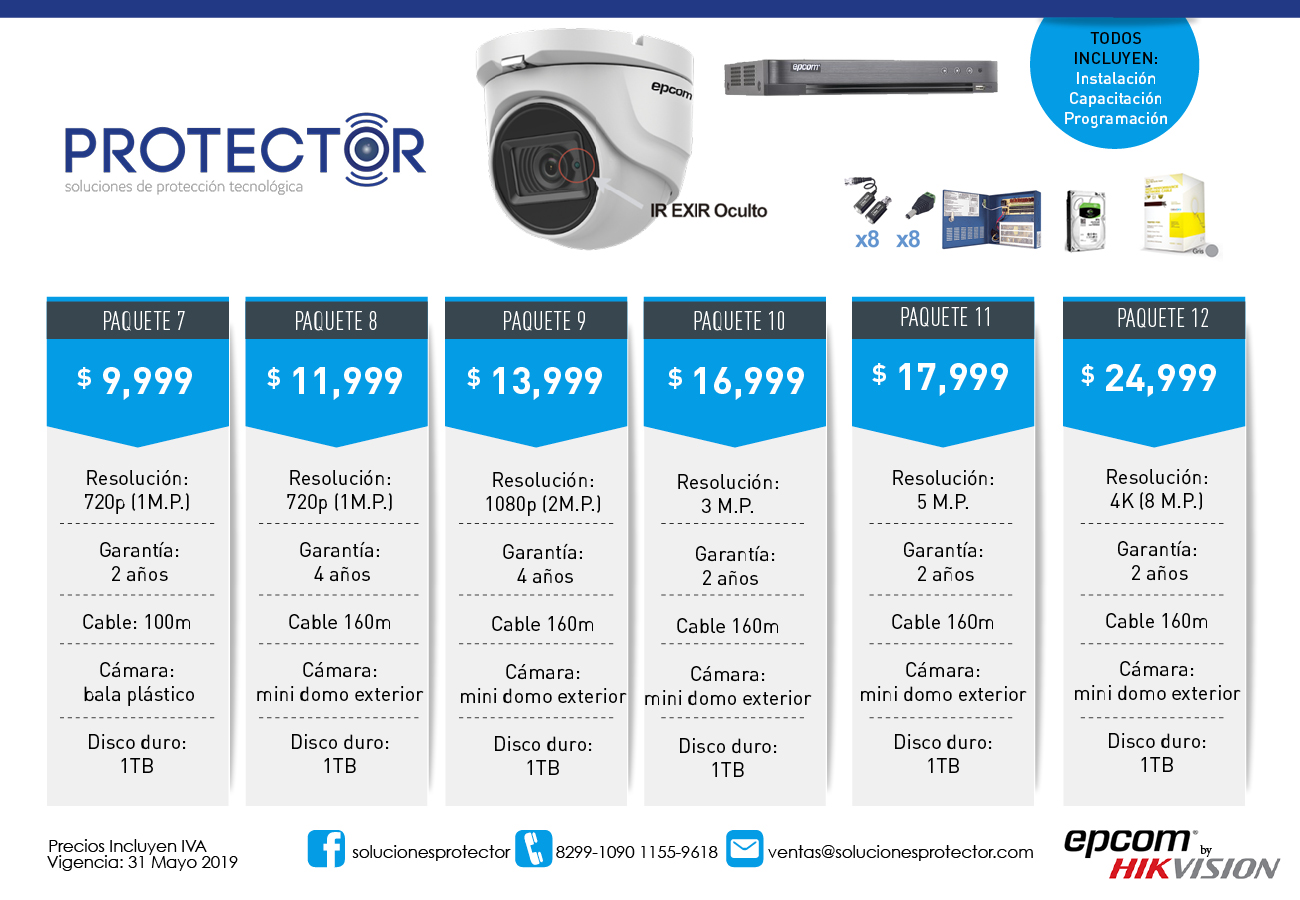 TODOS
INCLUYEN:
Instalación
Capacitación
Programación
epcom
epcom
PROTECTOR
soluciones de protección tecnológica
IR EXIR Oculto
x8
x8
Gris
PAQUETE 7
$ 9,999
Resolución:
720p (1M.P.)
Garantía:
2 años
Cable: 100m
Cámara:
bala plástico
Disco duro:
1TB
PAQUETE 8
$ 11,999
Resolución:
720p (1M.P.)
Garantía:
4 años
Cable 160m
Cámara:
mini domo exterior
Disco duro:
1TB
PAQUETE 9
$ 13,999
Resolución:
1080p (2M.P.)
Garantía:
4 años
Cable 160m
Cámara:
mini domo exterior
Disco duro:
1TB
PAQUETE 10
$ 16,999
Resolución:
3 M.P.
Garantía:
2 años
Cable 160m
Cámara:
mini domo exterior
Disco duro:
1TB
PAQUETE 11
$ 17,999
Resolución:
5 M.P.
Garantía:
2 años
Cable 160m
Cámara:
mini domo exterior
Disco duro:
1TB
PAQUETE 12
$ 24,999
Resolución:
4K (8 M.P.)
Garantía:
2 años
Cable 160m
Cámara:
mini domo exterior
Disco duro:
1TB
Precios Incluyen IVA
Vigencia: 31 Mayo 2019
solucionesprotector
8299-1090 1155-9618
ventas@solucionesprotector.com
epcom® by
HIKVISION